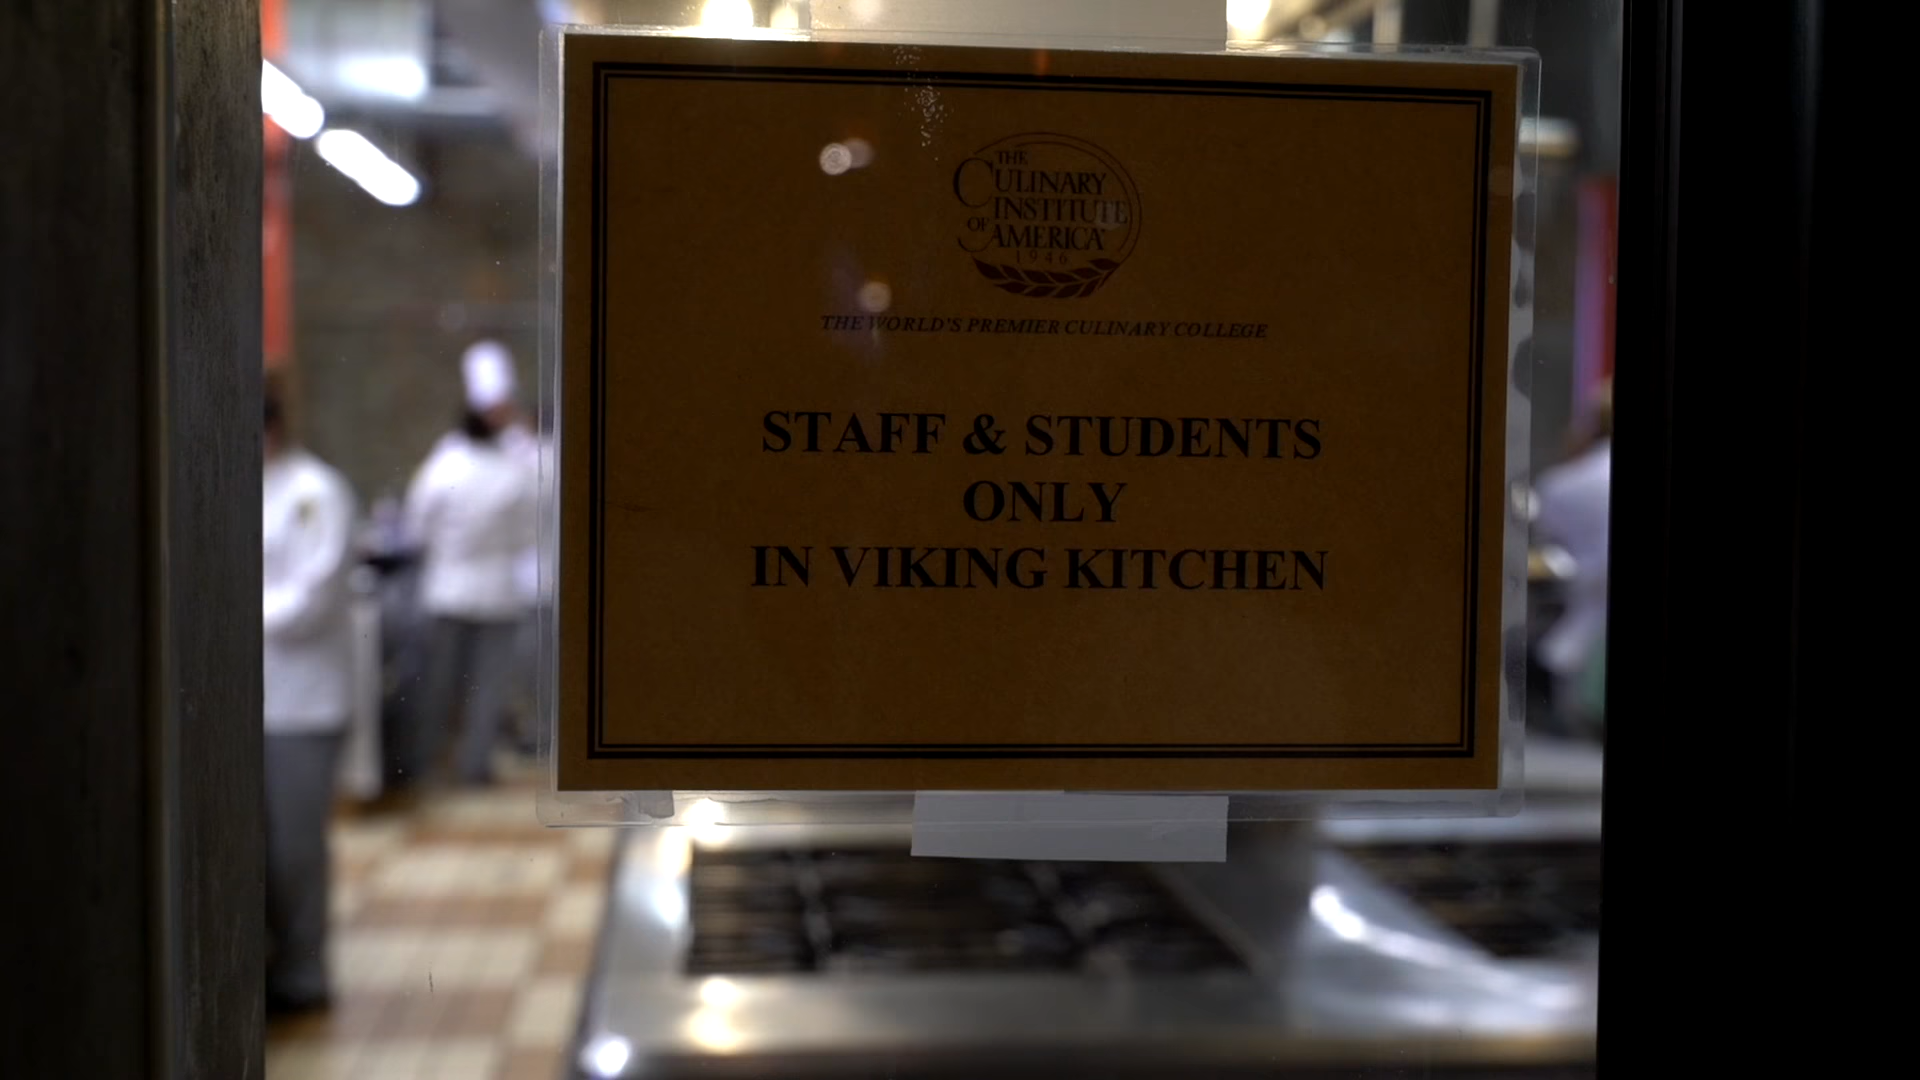 THE
CULINARY
INSTITUTE
OF AMERICA
1946
THE WORLD'S PREMIER CULINARY COLLEGE
STAFF & STUDENTS
ONLY
IN VIKING KITCHEN